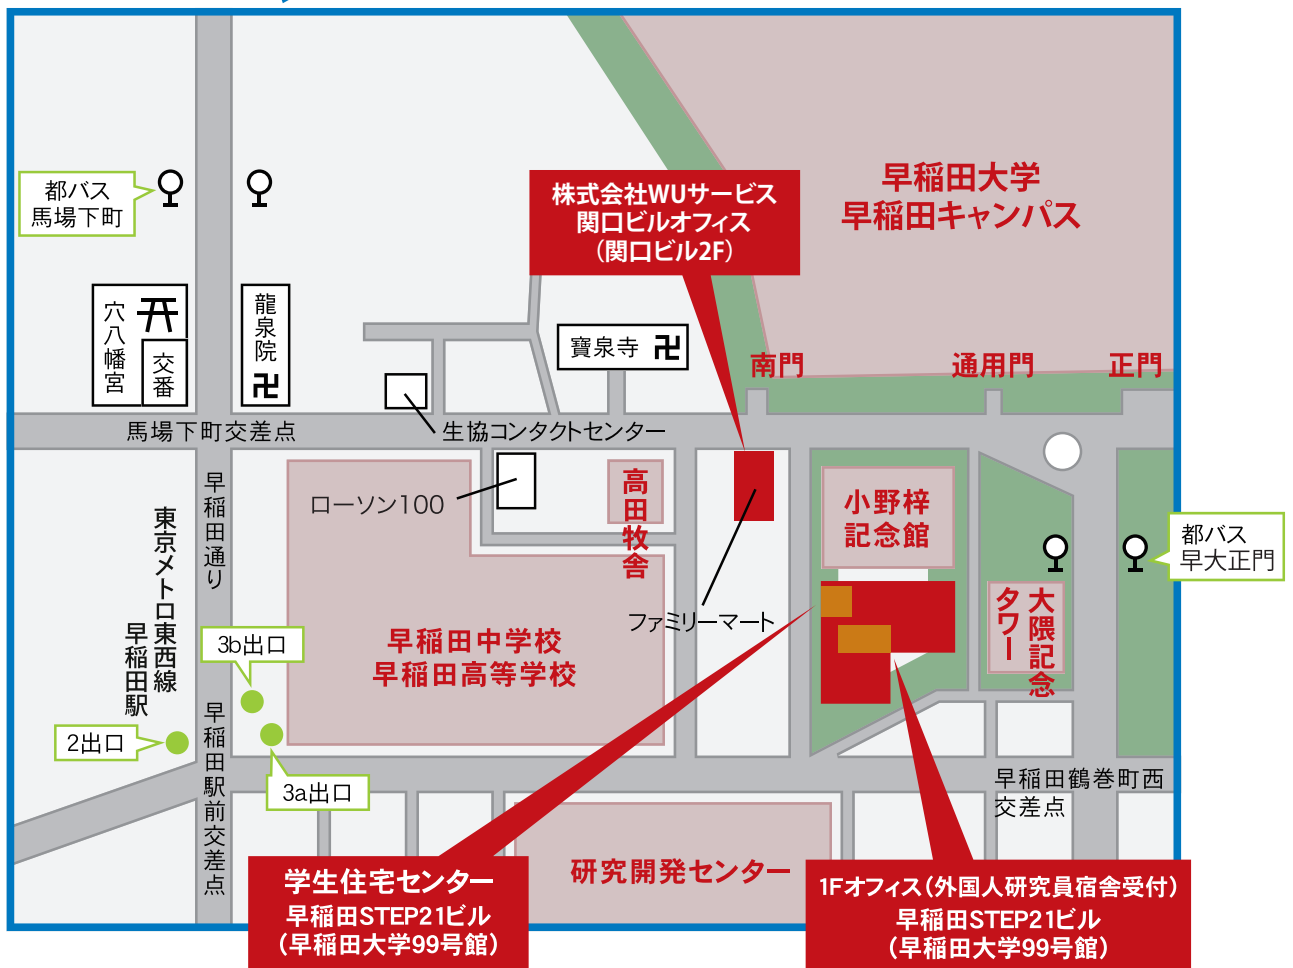 早稲田大学
早稲田キャンパス
都バス
馬場下町
株式会社WUサービス
関口ビルオフィス
(関口ビル2F)
穴八幡宮
交番
龍泉院
寶泉寺
南門
通用門
正門
馬場下町交差点
生協コンタクトセンター
早稲田通り
ローソン100
高田牧舎
小野梓
記念館
東京メトロ東西線
早稲田駅
都バス
早大正門
大隈記念
タワー
ファミリーマート
早稲田中学校
早稲田高等学校
3b出口
2出口
3a出口
早稲田駅前交差点
早稲田鶴巻町西
交差点
研究開発センター
学生住宅センター
早稲田STEP21ビル
(早稲田大学99号館)
1Fオフィス(外国人研究員宿舎受付)
早稲田STEP21ビル
(早稲田大学99号館)